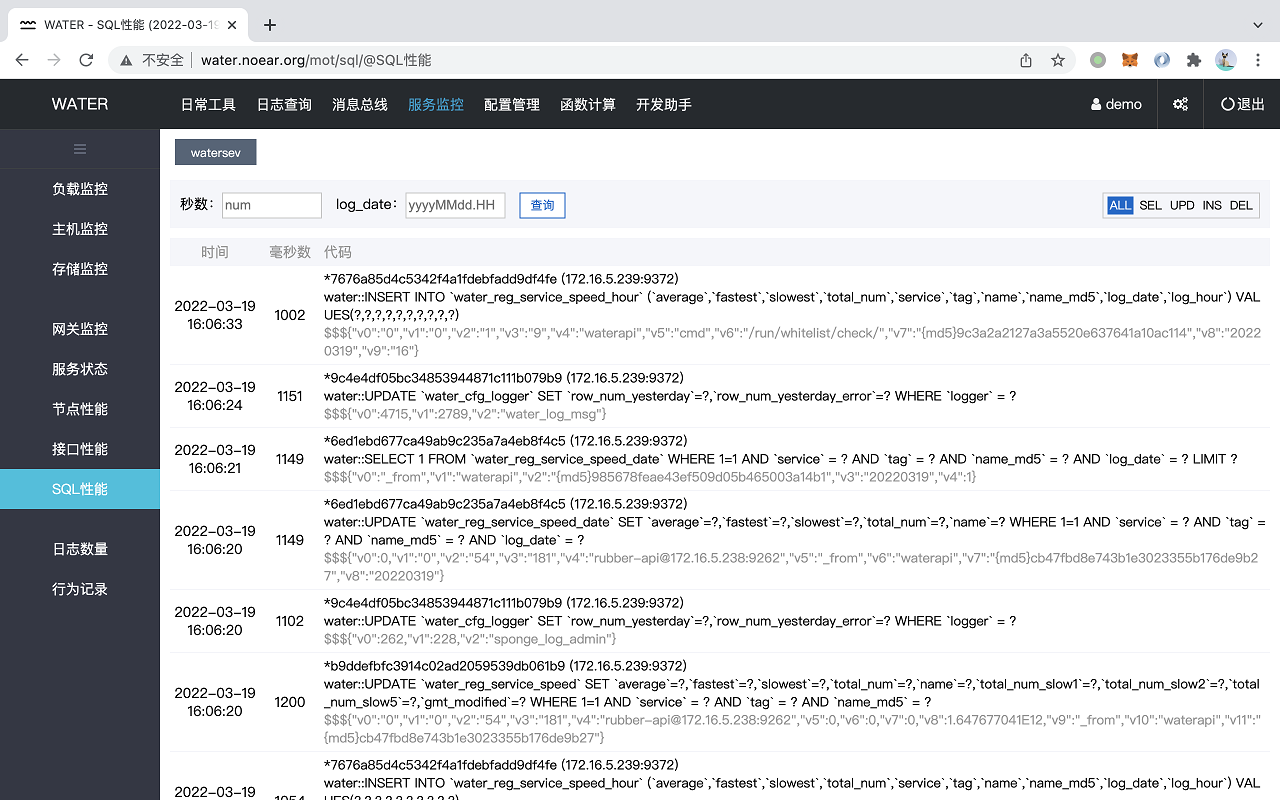 WATER - SQL性能 (2022-03-19
不安全
water.noear.org/mot/sql/@SQL性能
WATER
日常工具
日志查询
消息总线
服务监控
配置管理
函数计算
开发助手
demo
退出
负载监控
主机监控
存储监控
网关监控
服务状态
节点性能
接口性能
SQL性能
日志数量
行为记录
watersev
秒数： num log_date： yyyyMMdd.HH 查询 ALL SEL UPD INS DEL
时间 毫秒数 代码
2022-03-19
16:06:33
1002
*7676a85d4c5342f4a1fdebfadd9df4fe (172.16.5.239:9372)
water::INSERT INTO `water_reg_service_speed_hour` (`average`,`fastest`,`slowest`,`total_num`,`service`,`tag`,`name`,`name_md5`,`log_date`,`log_hour`) VAL
UES(?,?,?,?,?,?,?,?,?,?)
$$${"v0":"0","v1":"0","v2":"1","v3":"9","v4":"waterapi","v5":"cmd","v6":"/run/whitelist/check/","v7":"{md5}9c3a2a2127a3a5520e637641a10ac114","v8":"2022
0319","v9":"16"}
2022-03-19
16:06:24
1151
*9c4e4df05bc34853944871c111b079b9 (172.16.5.239:9372)
water::UPDATE `water_cfg_logger` SET `row_num_yesterday`=?,`row_num_yesterday_error`=? WHERE `logger` = ?
$$${"v0":4715,"v1":2789,"v2":"water_log_msg"}
2022-03-19
16:06:21
1149
*6ed1ebd677ca49ab9c235a7a4eb8f4c5 (172.16.5.239:9372)
water::SELECT 1 FROM `water_reg_service_speed_date` WHERE 1=1 AND `service` = ? AND `tag` = ? AND `name_md5` = ? AND `log_date` = ? LIMIT ?
$$${"v0":"_from","v1":"waterapi","v2":"{md5}985678feae43ef509d05b465003a14b1","v3":"20220319","v4":1}
2022-03-19
16:06:20
1149
*6ed1ebd677ca49ab9c235a7a4eb8f4c5 (172.16.5.239:9372)
water::UPDATE `water_reg_service_speed_date` SET `average`=?,`fastest`=?,`slowest`=?,`total_num`=?,`name`=? WHERE 1=1 AND `service` = ? AND `tag` =
? AND `name_md5` = ? AND `log_date` = ?
$$${"v0":0,"v1":"0","v2":"54","v3":"181","v4":"rubber-api@172.16.5.238:9262","v5":"_from","v6":"waterapi","v7":"{md5}cb47fbd8e743b1e3023355b176de9b2
7","v8":"20220319"}
2022-03-19
16:06:20
1102
*9c4e4df05bc34853944871c111b079b9 (172.16.5.239:9372)
water::UPDATE `water_cfg_logger` SET `row_num_yesterday`=?,`row_num_yesterday_error`=? WHERE `logger` = ?
$$${"v0":262,"v1":228,"v2":"sponge_log_admin"}
2022-03-19
16:06:20
1200
*b9ddefbfc3914c02ad2059539db061b9 (172.16.5.239:9372)
water::UPDATE `water_reg_service_speed` SET `average`=?,`fastest`=?,`slowest`=?,`total_num`=?,`name`=?,`total_num_slow1`=?,`total_num_slow2`=?,`total
_num_slow5`=?,`gmt_modified`=? WHERE 1=1 AND `service` = ? AND `tag` = ? AND `name_md5` = ?
$$${"v0":"0","v1":"0","v2":"54","v3":"181","v4":"rubber-api@172.16.5.238:9262","v5":0,"v6":0,"v7":0,"v8":1.647677041E12,"v9":"_from","v10":"waterapi","v11":"
{md5}cb47fbd8e743b1e3023355b176de9b27"}
2022-03-19
1054
*7676a85d4c5342f4a1fdebfadd9df4fe (172.16.5.239:9372)
water::INSERT INTO `water_reg_service_speed_hour` (`average`,`fastest`,`slowest`,`total_num`,`service`,`tag`,`name`,`name_md5`,`log_date`,`log_hour`) VAL
UES(?,?,?,?,?,?,?,?,?,?)